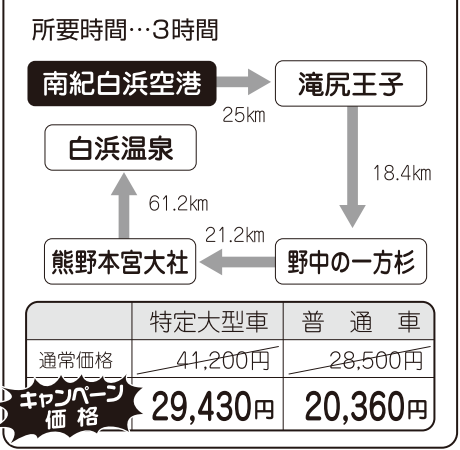 所要時間…3時間
南紀白浜空港
滝尻王子
25㎞
白浜温泉
18.4㎞
61.2㎞
21.2㎞
熊野本宮大社
野中の一方杉
特定大型車 普通車
通常価格 41,200円 28,500円
キャンペーン
価格
29,430円 20,360円